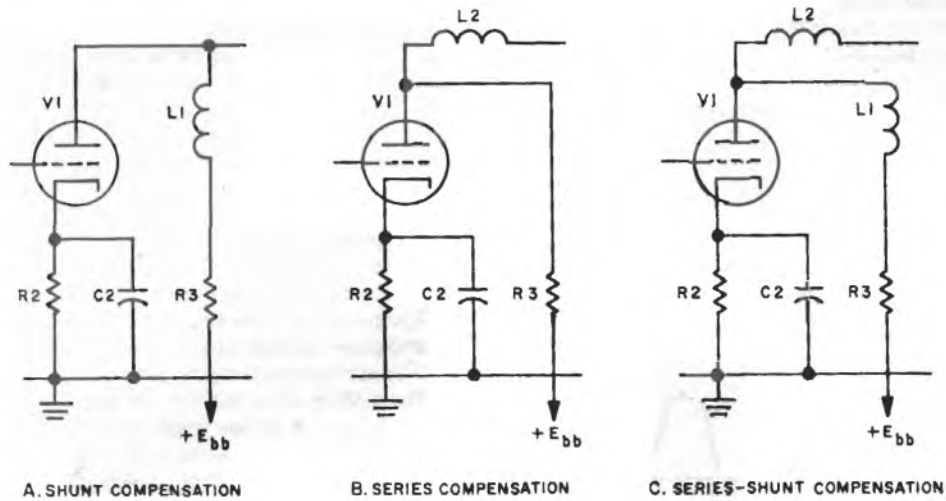 L2
L2
V1
L1
V1
V1
L1
R2
C2
R3
R2
C2
R3
R2
C2
R3
+Ebb
+Ebb
+Ebb
A. SHUNT COMPENSATION
B. SERIES COMPENSATION
C. SERIES-SHUNT COMPENSATION